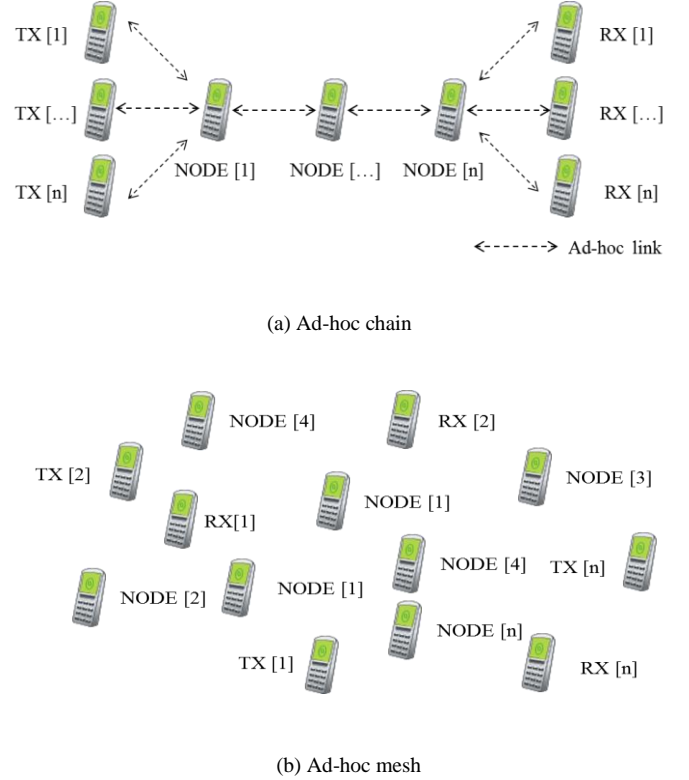 TX [1]
RX [1]
TX […]
RX […]
NODE [1]
NODE […]
NODE [n]
TX [n]
RX [n]
Ad-hoc link
(a) Ad-hoc chain
NODE [4]
RX [2]
TX [2]
NODE [3]
NODE [1]
RX[1]
NODE [4]
TX [n]
NODE [1]
NODE [2]
NODE [n]
TX [1]
RX [n]
(b) Ad-hoc mesh